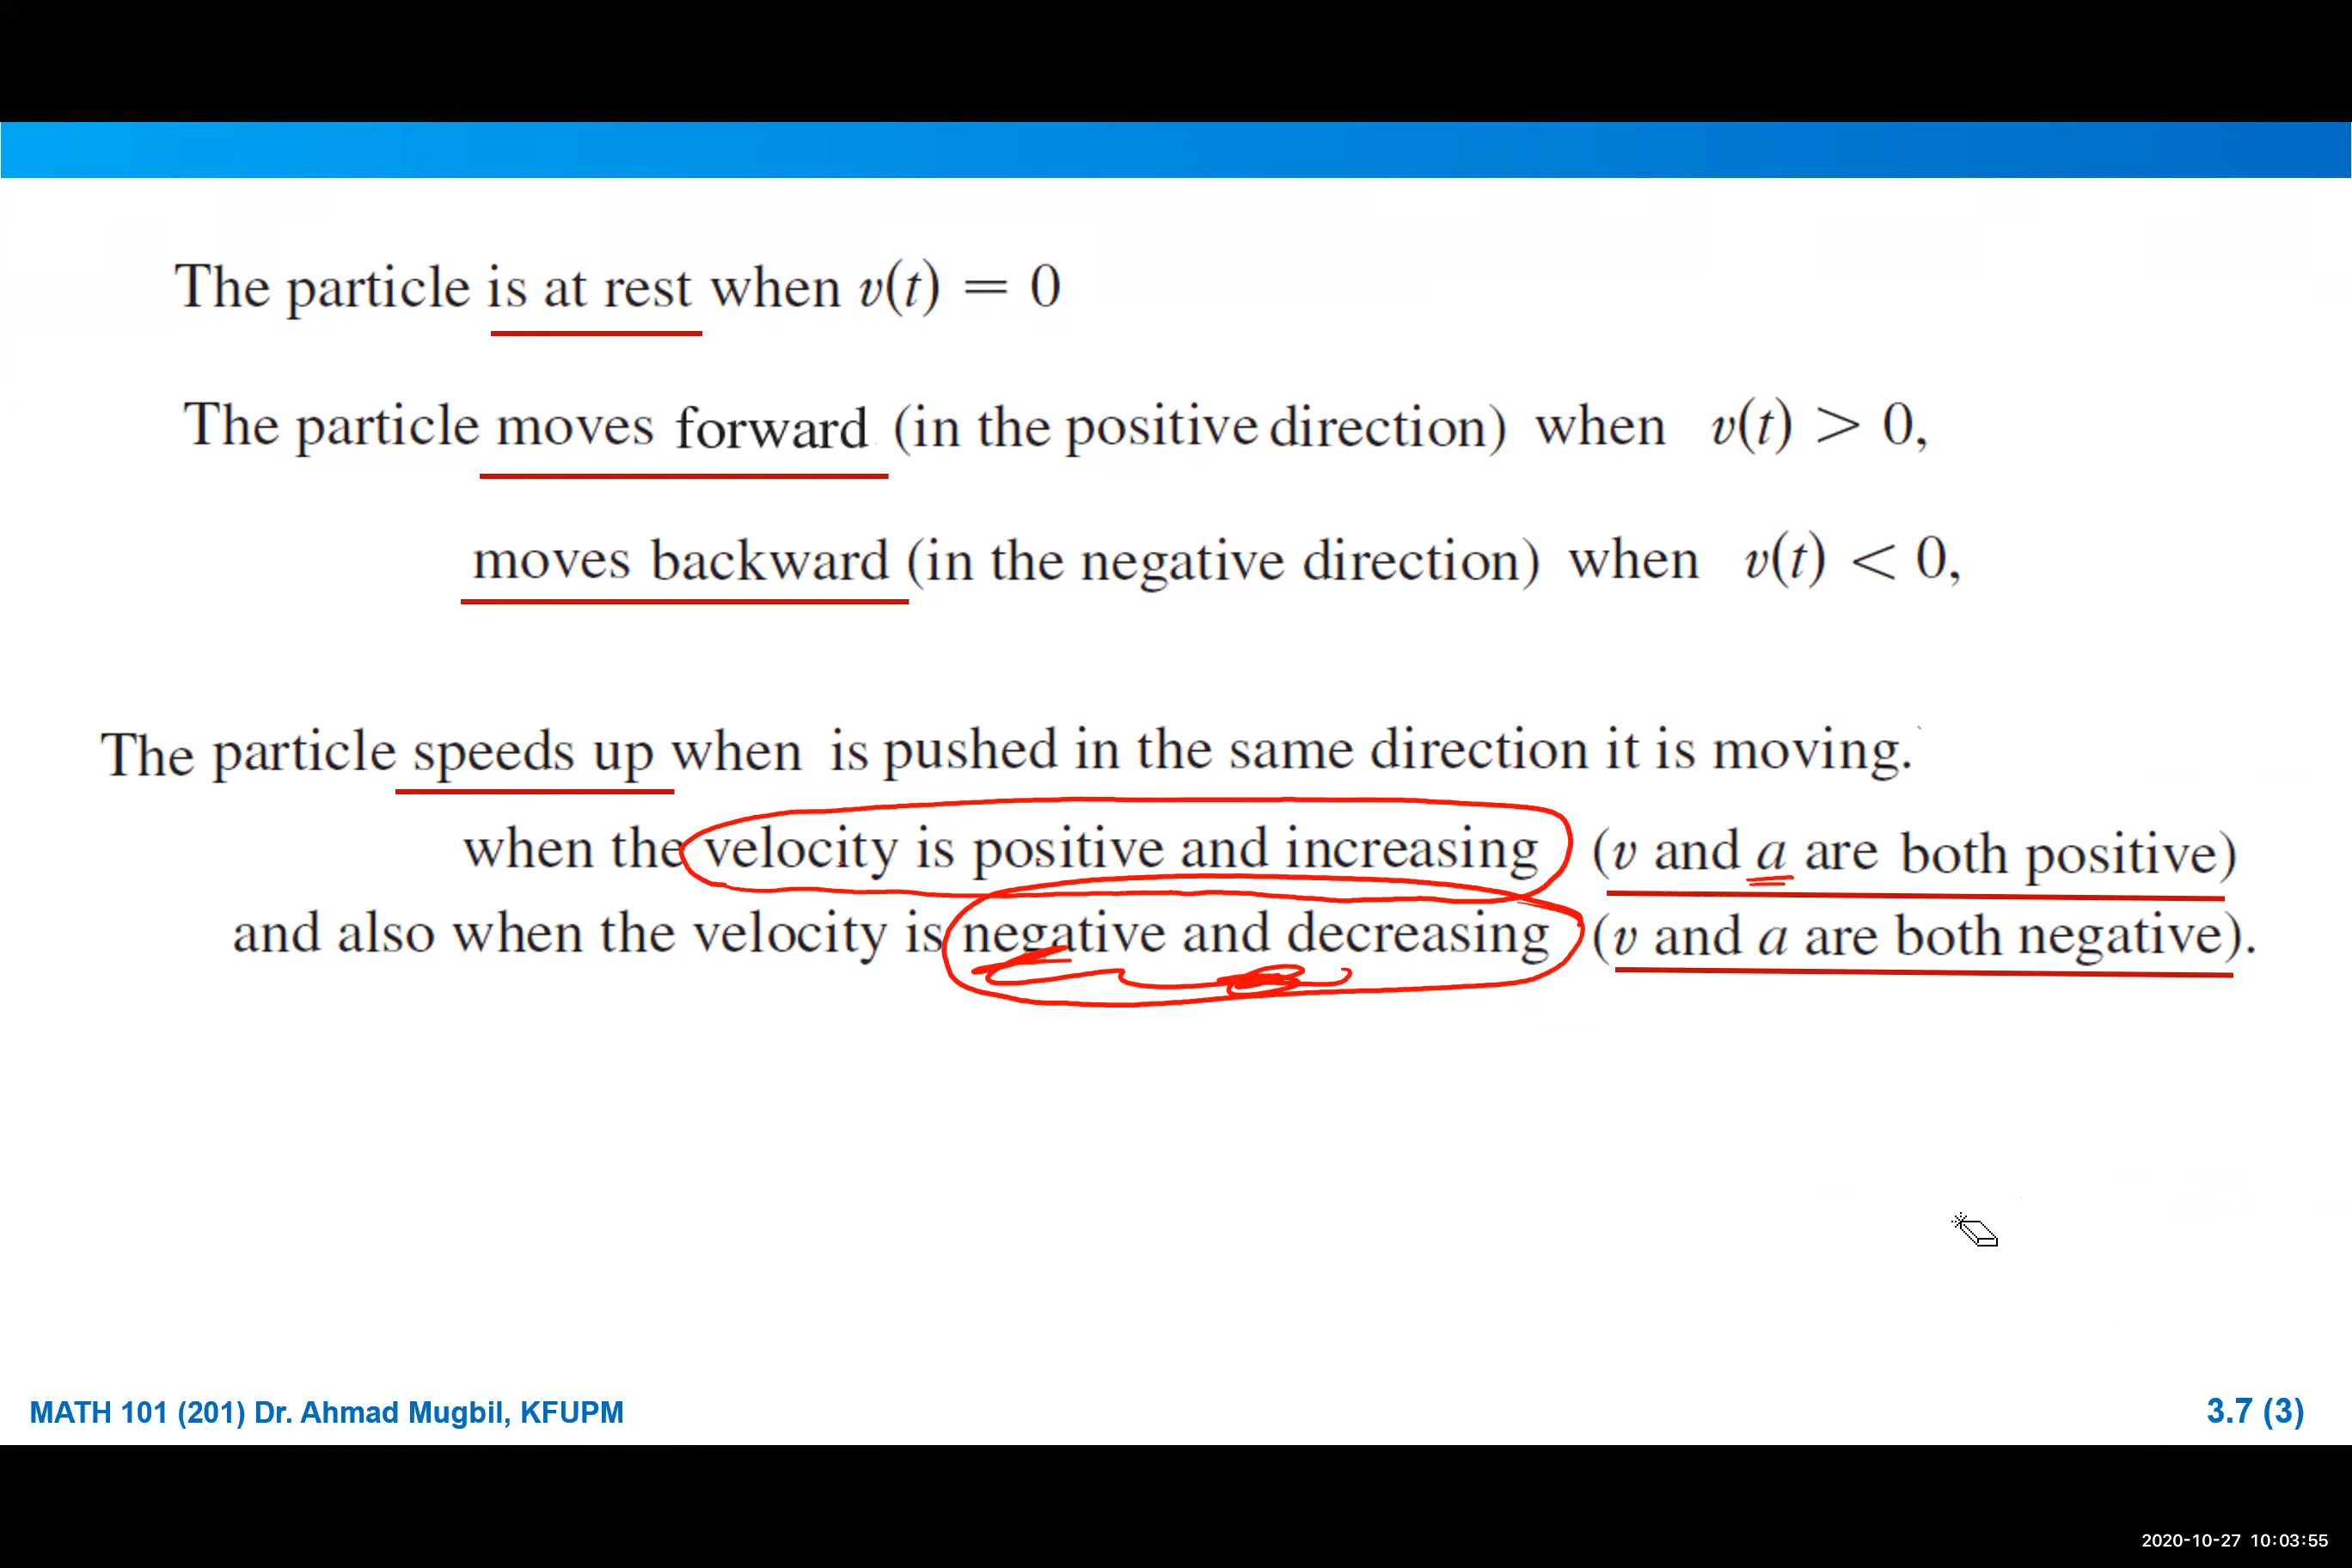 The particle is at rest when v(t) = 0
The particle moves forward (in the positive direction) when v(t) > 0,
moves backward (in the negative direction) when v(t) < 0,
The particle speeds up when is pushed in the same direction it is moving.
when the velocity is positive and increasing (v and a are both positive)
and also when the velocity is negative and decreasing (v and a are both negative).
MATH 101 (201) Dr. Ahmad Mugbil, KFUPM
3.7 (3)
2020-10-27 10:03:55